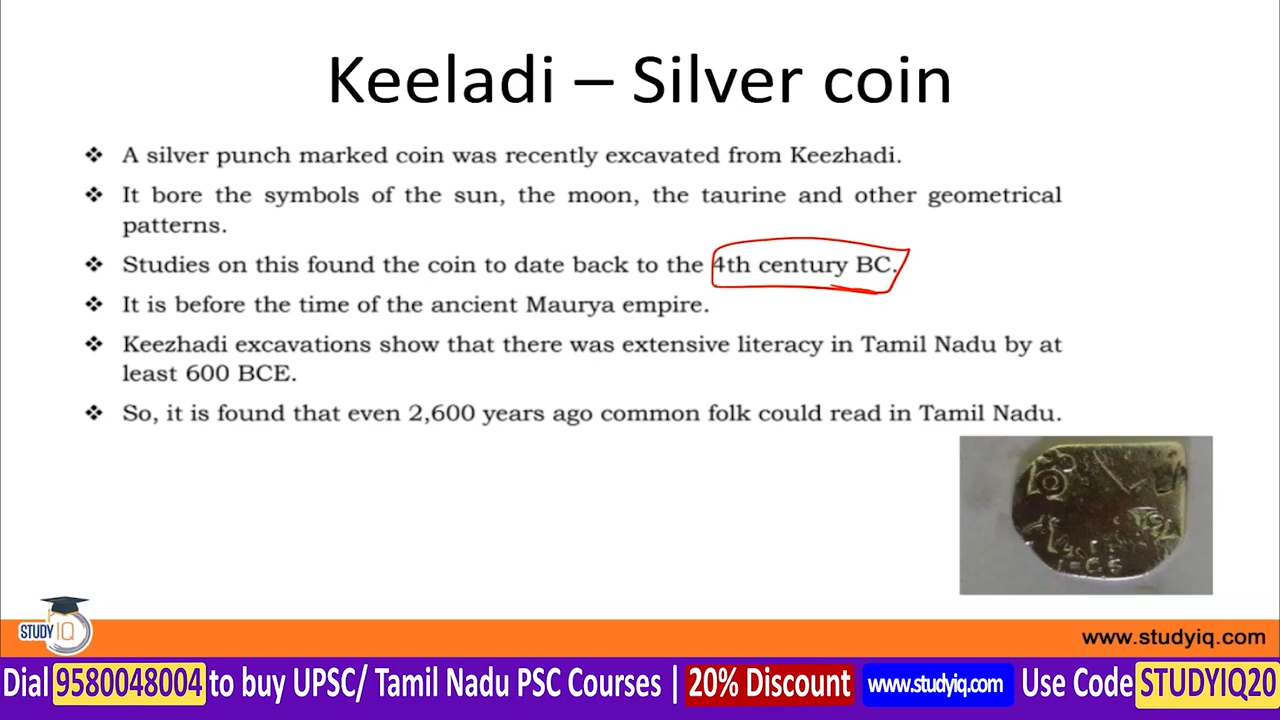 Keeladi – Silver coin
❖ A silver punch marked coin was recently excavated from Keezhadi.
❖ It bore the symbols of the sun, the moon, the taurine and other geometrical
patterns.
❖ Studies on this found the coin to date back to the 4th century BC.
❖ It is before the time of the ancient Maurya empire.
❖ Keezhadi excavations show that there was extensive literacy in Tamil Nadu by at
least 600 BCE.
❖ So, it is found that even 2,600 years ago common folk could read in Tamil Nadu.
STUDY IQ
www.studyiq.com
Dial 9580048004 to buy UPSC/ Tamil Nadu PSC Courses | 20% Discount www.studyiq.com Use Code STUDYIQ20